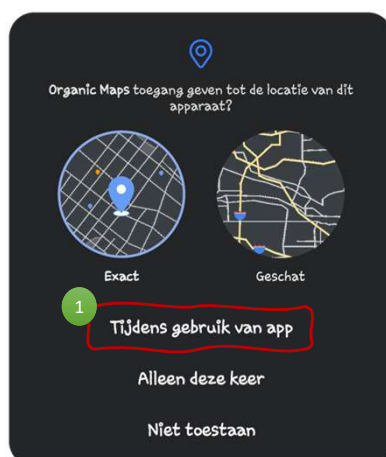 Organic Maps toegang geven tot de locatie van dit
apparaat?
Exact
Geschat
1
Tijdens gebruik van app
Alleen deze keer
Niet toestaan